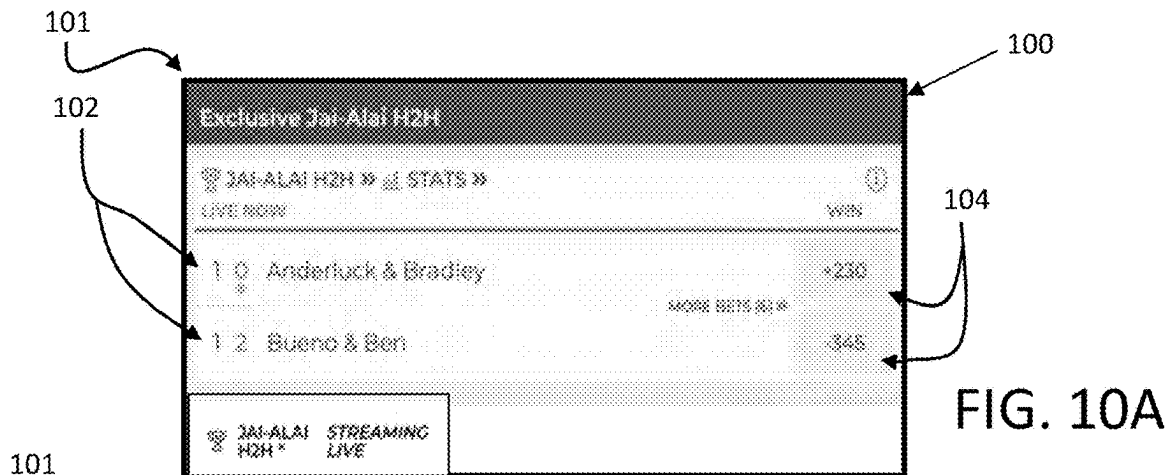 101
100
102
Exclusive Jai-Alai H2H
JAI-ALAI H2H » STATS »
LIVE NOW WIN
104
1 0 Anderluck & Bradley +230
MORE BETS »
1 2 Bueno & Ben -345
FIG. 10A
JAI-ALAI STREAMING
H2H LIVE
101